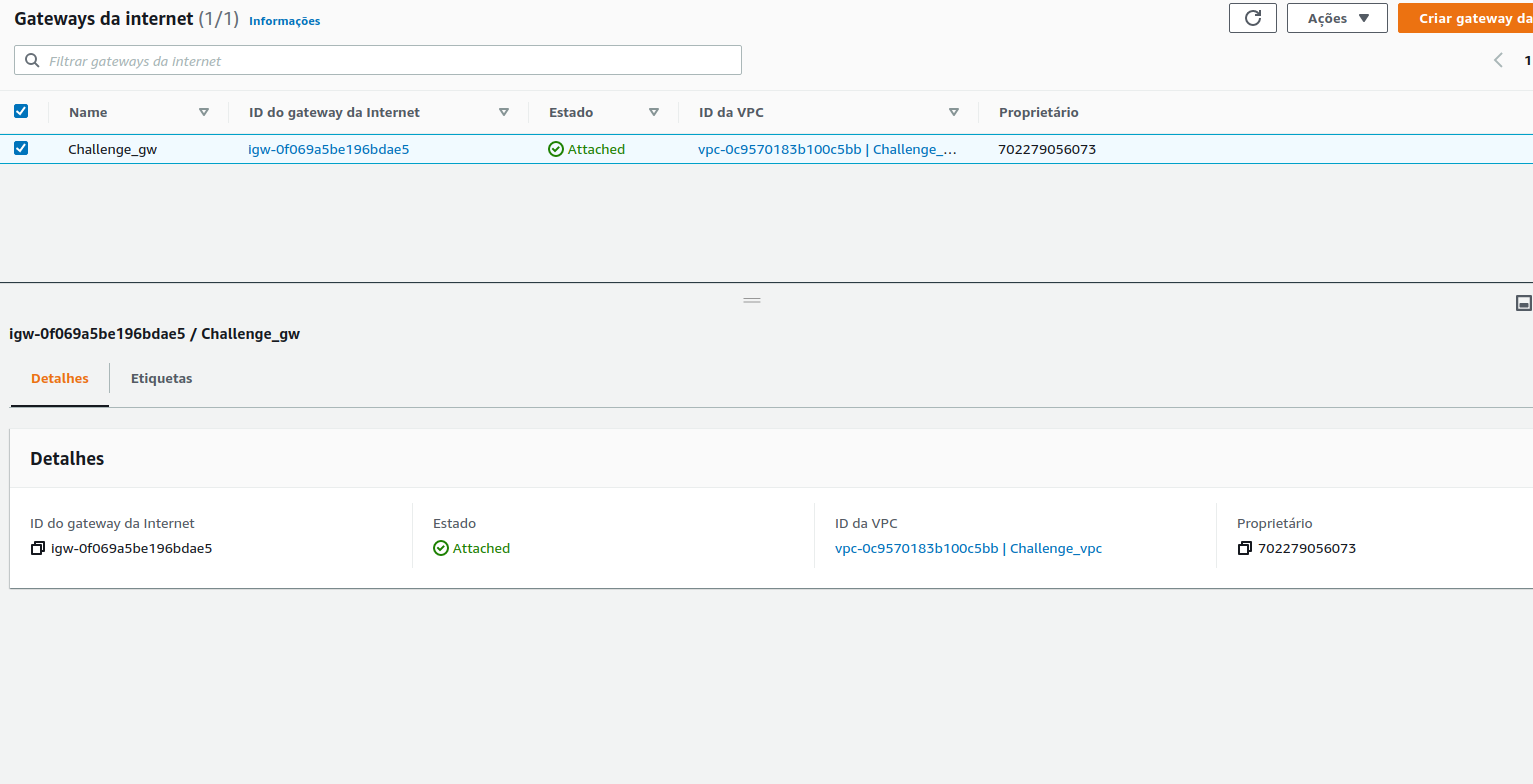 Gateways da internet (1/1) Informações
Ações
Criar gateway da
Filtrar gateways da Internet
1
Name ID do gateway da Internet Estado ID da VPC Proprietário
Challenge_gw igw-0f069a5be196bdae5 Attached vpc-0c9570183b100c5bb | Challenge_... 702279056073
igw-0f069a5be196bdae5 / Challenge_gw
Detalhes Etiquetas
Detalhes
ID do gateway da Internet Estado ID da VPC Proprietário
igw-0f069a5be196bdae5 Attached vpc-0c9570183b100c5bb | Challenge_vpc 702279056073